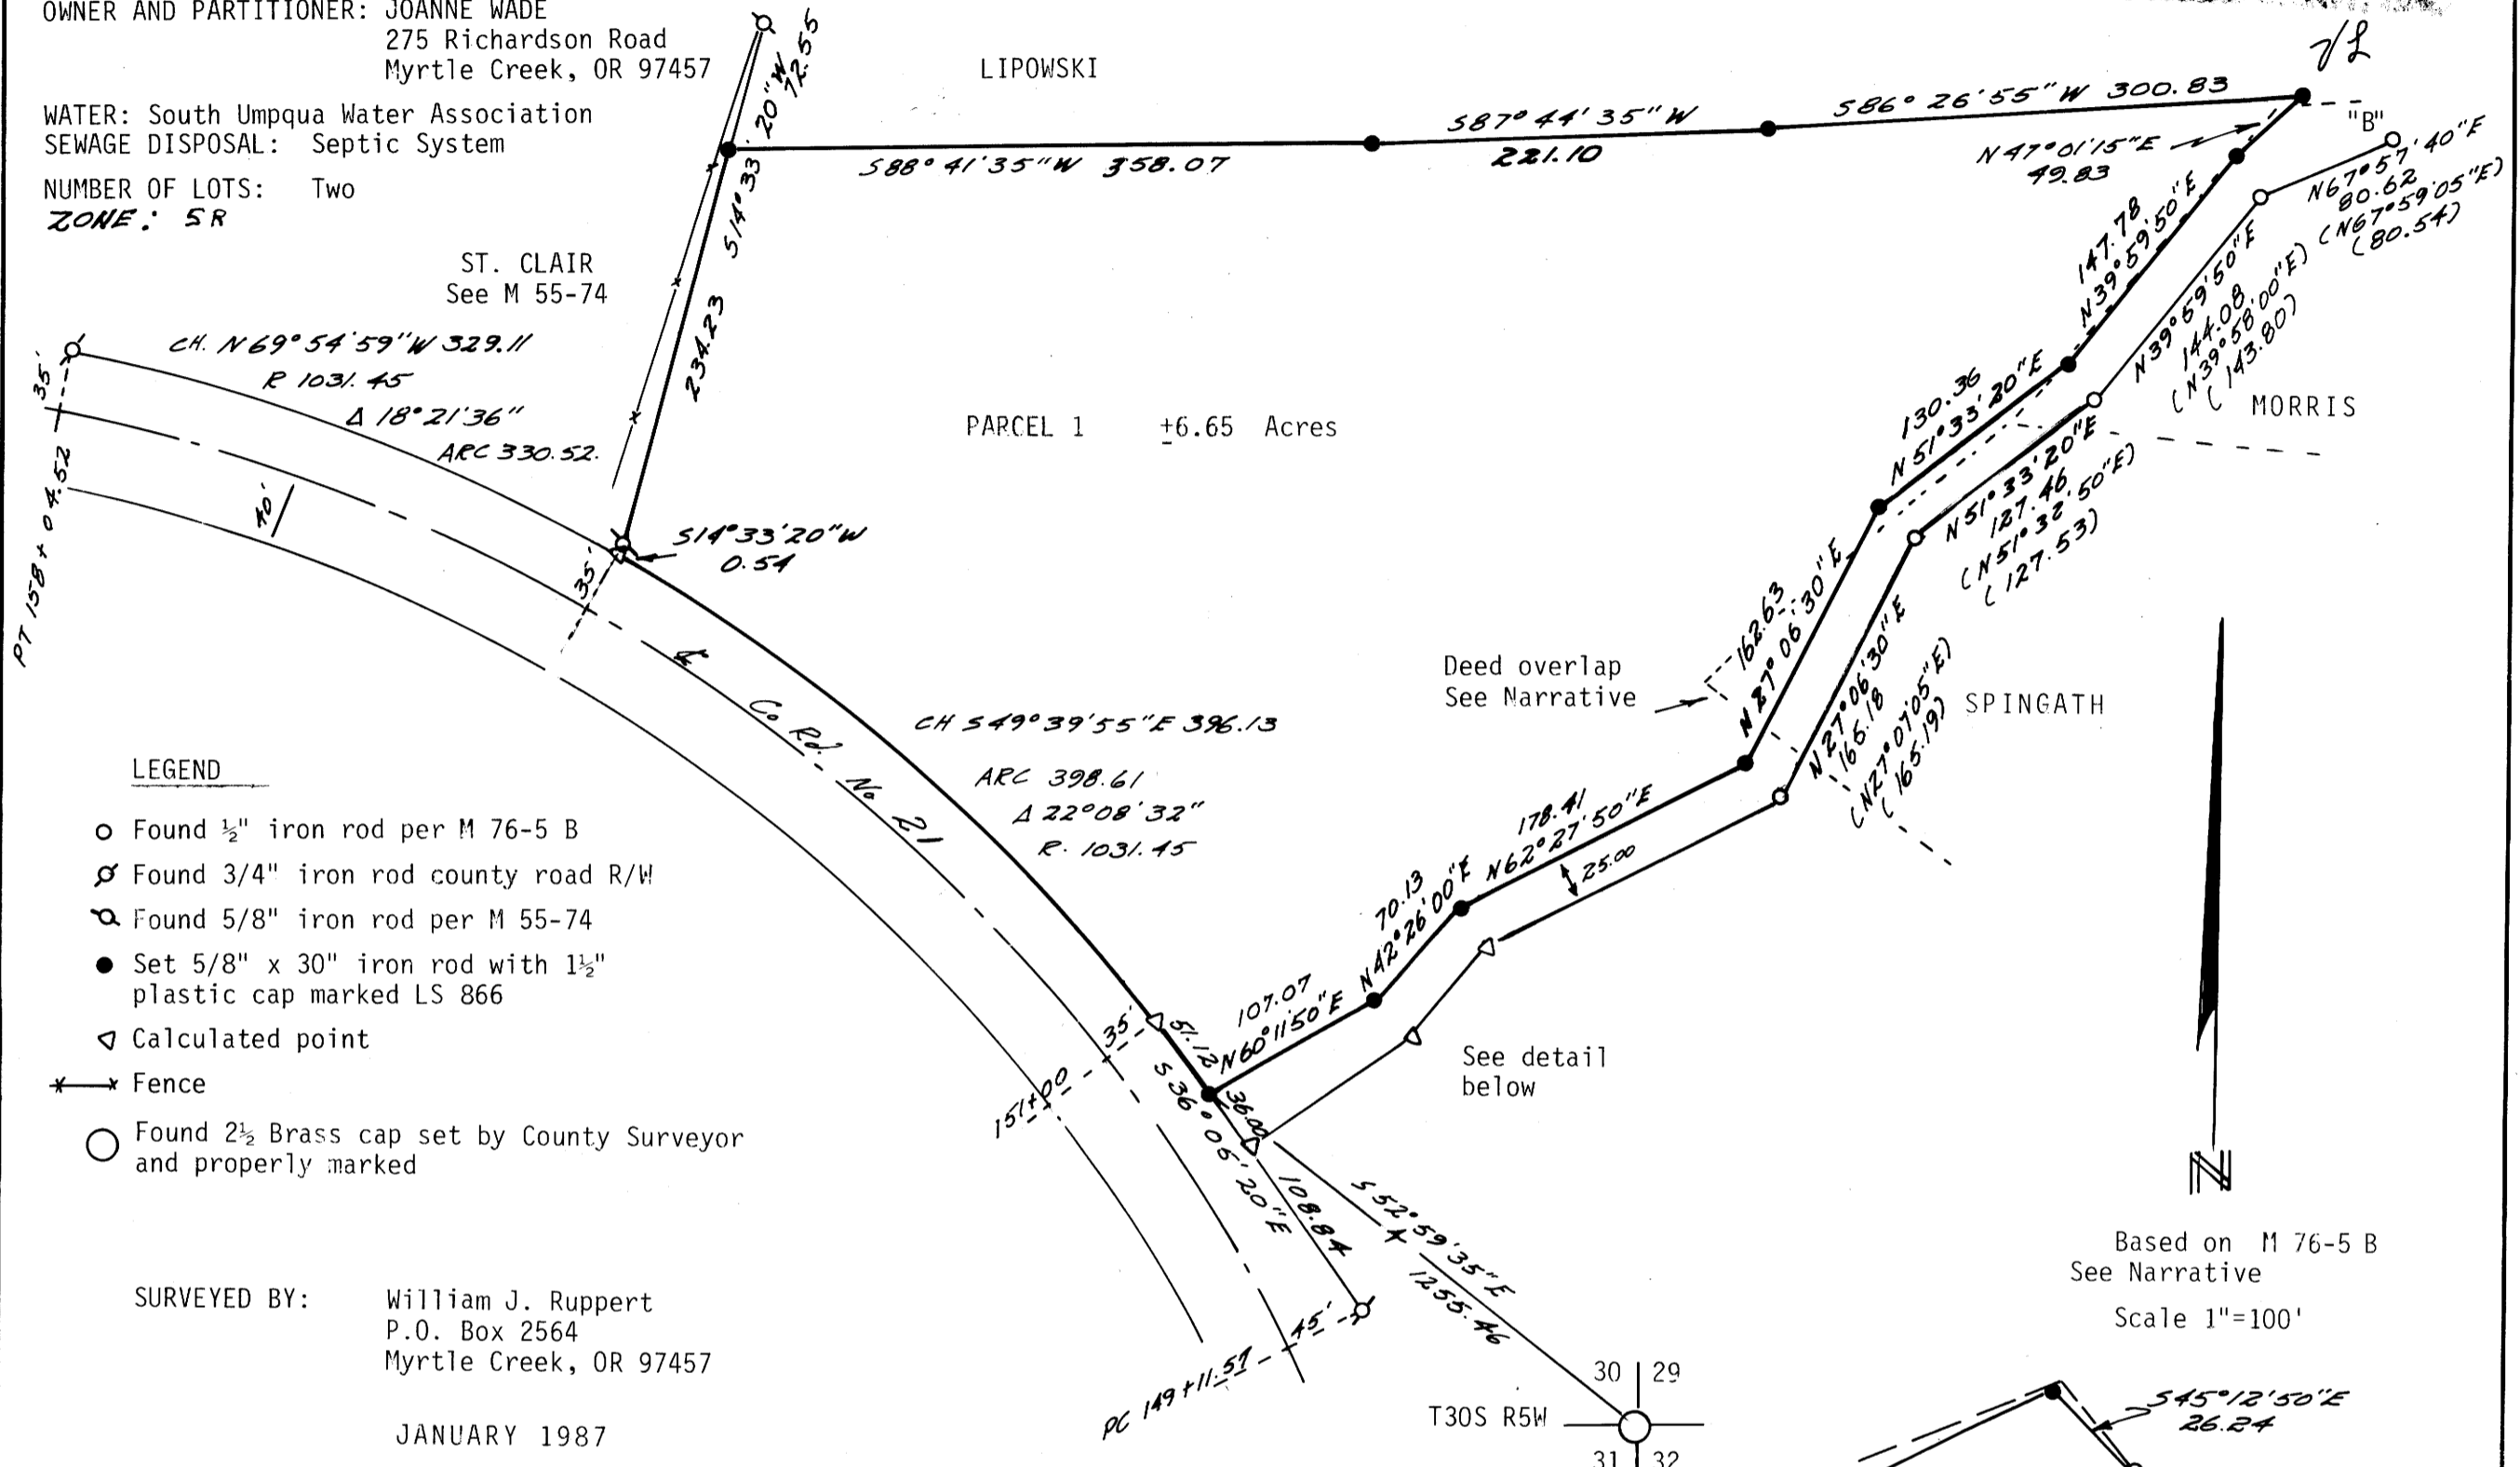 OWNER AND PARTITIONER: JOANNE WADE
275 Richardson Road
Myrtle Creek, OR 97457
WATER: South Umpqua Water Association
SEWAGE DISPOSAL: Septic System
NUMBER OF LOTS: Two
ZONE: SR
ST. CLAIR
See M 55-74
LIPOWSKI
72.55
S14°33'20"W
234.23
S88°41'35"W 358.07
S87°44'35"W
221.10
S86°26'55"W 300.83
"B"
N47°01'15"E
49.83
N67°57'40"E
80.62
(N67°59'05"E)
(80.54)
147.78
N39°59'50"E
N39°59'50"E
144.08
(N39°58'00"E)
(143.80)
MORRIS
130.36
N51°33'20"E
N51°33'20"E
127.46
(N51°32'50"E)
(127.53)
PARCEL 1 ±6.65 Acres
CH. N69°54'59"W 329.11
R 1031.45
Δ 18°21'36"
ARC 330.52
35'
PT 158+04.52
40'
S14°33'20"W
0.54
35'
Co. Rd. No 21
CH S49°39'55"E 396.13
ARC 398.61
Δ 22°08'32"
R. 1031.45
Deed overlap
See Narrative
162.63
N27°06'30"E
N27°06'30"E
165.18
(N27°07'05"E)
(165.19)
SPINGATH
178.41
N62°27'50"E
25.00
70.13
N42°26'00"E
107.07
N60°11'50"E
See detail
below
35'
151+00
51.12
S36°05'20"E
36.00
108.84
S52°59'35"E
1255.46
45'
PC 149+11.57
LEGEND
Found ½" iron rod per M 76-5 B
Found 3/4" iron rod county road R/W
Found 5/8" iron rod per M 55-74
Set 5/8" x 30" iron rod with 1½"
plastic cap marked LS 866
Calculated point
Fence
Found 2½ Brass cap set by County Surveyor
and properly marked
SURVEYED BY: William J. Ruppert
P.O. Box 2564
Myrtle Creek, OR 97457
JANUARY 1987
30 29
T30S R5W
31 32
N
Based on M 76-5 B
See Narrative
Scale 1"=100'
S45°12'50"E
26.24